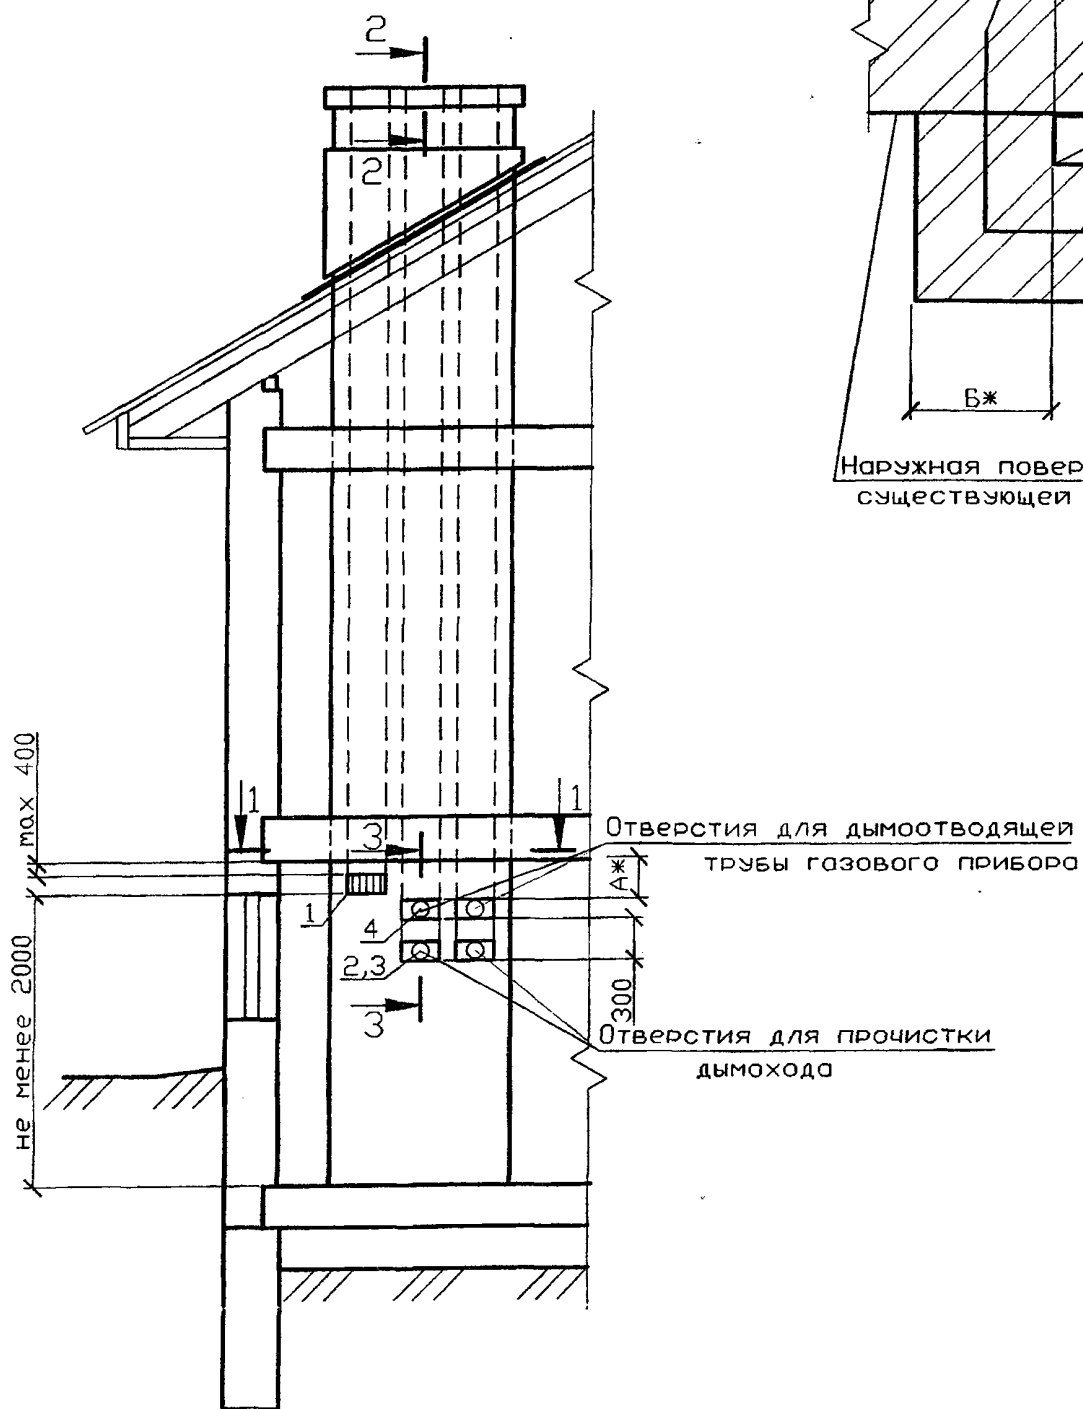 2
2
Б*
Наружная повер
существующей
max 400
1
1
3
Отверстия для дымоотводящей
трубы газового прибора
А*
1
4
2,3
300
не менее 2000
3
Отверстия для прочистки
дымохода